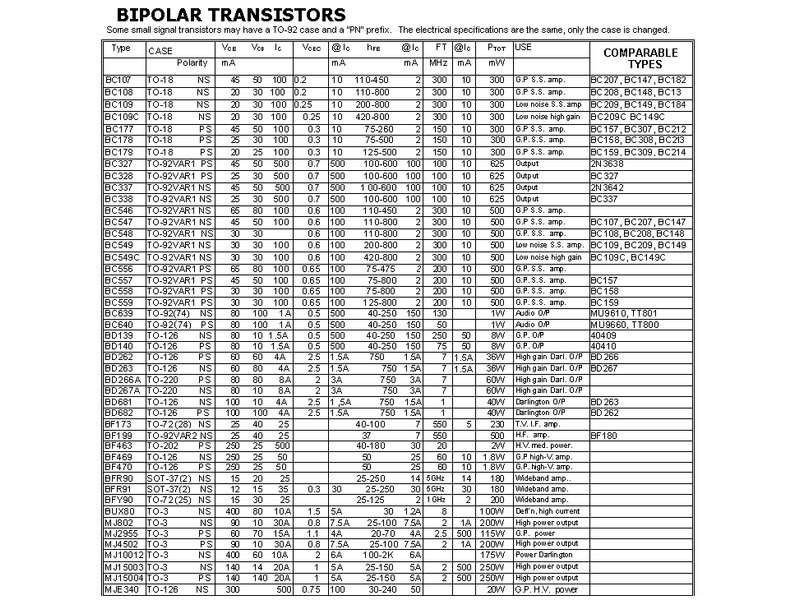 BIPOLAR TRANSISTORS
Some small signal transistors may have a TO-92 case and a "PN" prefix. The electrical specifications are the same, only the case is changed.
Type CASE VCE VCB IC VCEO @IC hFE @IC FT @IC PTOT USE COMPARABLE
Polarity mA mA MHz mA mW TYPES
BC107 TO-18 NS 45 50 100 0.2 10 110-450 2 300 10 300 G.P S.S. amp. BC207, BC147, BC182
BC108 TO-18 NS 20 30 100 0.2 10 110-800 2 300 10 300 G.P S.S. amp. BC208, BC148, BC13
BC109 TO-18 NS 20 30 100 0.25 10 200-800 2 300 10 300 Low noise S.S. amp BC209, BC149, BC184
BC109C TO-18 NS 20 30 100 0.25 10 420-800 2 300 10 300 Low noise high gain BC209C BC149C
BC177 TO-18 PS 45 50 100 0.3 10 75-260 2 150 10 300 G.P S.S. amp. BC157, BC307, BC212
BC178 TO-18 PS 25 30 100 0.3 10 75-500 2 150 10 300 G.P S.S. amp. BC158, BC308, BC213
BC179 TO-18 PS 20 25 100 0.3 10 125-500 2 150 10 300 G.P S.S. amp. BC159, BC309, BC214
BC327 TO-92VAR1 PS 45 50 500 0.7 500 100-600 100 100 10 625 Output 2N3638
BC328 TO-92VAR1 PS 25 30 500 0.7 500 100-600 100 100 10 625 Output BC327
BC337 TO-92VAR1 NS 45 50 500 0.7 500 1 00-600 100 100 10 625 Output 2N3642
BC338 TO-92VAR1 NS 25 30 500 0.7 500 100-600 100 100 10 625 Output BC337
BC546 TO-92VAR1 NS 65 80 100 0.6 100 110-450 2 300 10 500 G.P S.S. amp.
BC547 TO-92VAR1 NS 45 50 100 0.6 100 110-800 2 300 10 500 G.P S.S. amp. BC107, BC207, BC147
BC548 TO-92VAR1 NS 30 30 0.6 100 110-800 2 300 10 500 G.P S.S. amp. BC108, BC208, BC148
BC549 TO-92VAR1 NS 30 30 100 0.6 100 200-800 2 300 10 500 Low noise S.S. amp. BC109, BC209, BC149
BC549C TO-92VAR1 NS 30 30 100 0.6 100 420-800 2 300 10 500 Low noise high gain BC109C, BC149C
BC556 TO-92VAR1 PS 65 80 100 0.65 100 75-475 2 200 10 500 G.P. S.S. amp.
BC557 TO-92VAR1 PS 45 50 100 0.65 100 75-800 2 200 10 500 G.P. S.S. amp. BC157
BC558 TO-92VAR1 PS 30 30 100 0.65 100 75-800 2 200 10 500 G.P. S.S. amp. BC158
BC559 TO-92VAR1 PS 30 30 100 0.65 100 125-800 2 200 10 500 G.P. S.S. amp. BC159
BC639 TO-92(74) NS 80 100 1A 0.5 500 40-250 150 130 1W Audio O/P MU9610, TT801
BC640 TO-92(74) PS 80 100 1A 0.5 500 40-250 150 50 1W Audio O/P MU9660, TT800
BD139 TO-126 NS 80 10 1.5A 0.5 500 40-250 150 250 50 8W G.P. O/P 40409
BD140 TO-126 PS 80 10 1.5A 0.5 500 40-250 150 75 50 8W G.P. O/P 40410
BD262 TO-126 PS 60 60 4A 2.5 1.5A 750 1.5A 7 1.5A 36W High gain Darl. O/P BD266
BD263 TO-126 NS 60 80 4A 2.5 1.5A 750 1.5A 7 1.5A 36W High gain Darl. O/P BD267
BD266A TO-220 PS 80 80 8A 2 3A 750 3A 7 60W High gain Darl. O/P
BD267A TO-220 NS 80 10 8A 2 3A 750 3A 7 60W High gain Darl. O/P
BD681 TO-126 NS 100 10 4A 2.5 1 ,5A 750 1.5A 1 40W Darlington O/P BD263
BD682 TO-126 PS 100 100 4A 2.5 1.5A 750 1.5A 1 40W Darlington O/P BD262
BF173 TO-72(28) NS 25 40 25 40-100 7 550 5 230 T.V. I.F. amp.
BF199 TO-92VAR2 NS 25 40 25 37 7 550 500 H.F. amp. BF180
BF463 TO-202 PS 250 25 50 40-180 30 20 2W H.V. med. power.
BF469 TO-126 NS 250 25 50 50 25 60 10 1.8W G.P high-V. amp.
BF470 TO-126 PS 250 25 50 50 25 60 10 1.8W G.P. high-V. amp.
BFR90 SOT-37(2) NS 15 20 25 25-250 14 5GHz 14 180 Wideband amp..
BFR91 SOT-37(2) NS 12 15 35 0.3 30 25-250 30 5GHz 30 180 Wideband amp.
BFY90 TO-72(25) NS 15 30 25 25-125 2 1GHz 2 200 Wideband amp.
BUX80 TO-3 NS 400 80 10A 1.5 5A 30 1.2A 8 100W Deff'n, high current
MJ802 TO-3 NS 90 10 30A 0.8 7.5A 25-100 7.5A 2 1A 200W High power output
MJ2955 TO-3 PS 60 70 15A 1.1 4A 20-70 4A 2.5 500 115W G.P. power
MJ4502 TO-3 PS 90 10 30A 0.8 7.5A 25-100 7.5A 2 1A 200W High power output
MJ10012 TO-3 NS 400 60 10A 2 6A 100-2K 6A 175W Power Darlington
MJ15003 TO-3 NS 140 14 20A 1 5A 25-150 5A 2 500 250W High power output
MJ15004 TO-3 PS 140 140 20A 1 5A 25-150 5A 2 500 250W High power output
MJE340 TO-126 NS 300 500 0.75 100 30-240 50 20W G.P. H.V. power